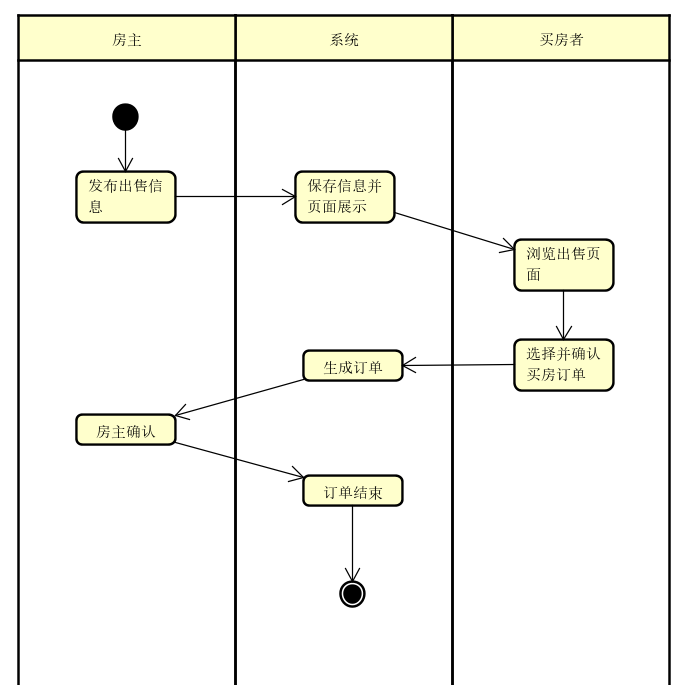 房主
系统
买房者
发布出售信
息
保存信息并
页面展示
浏览出售页
面
选择并确认
买房订单
生成订单
房主确认
订单结束